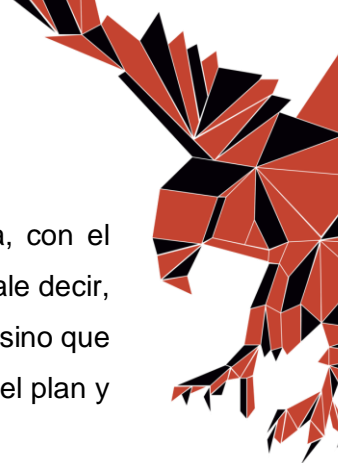 , con el
ale decir,
sino que
el plan y